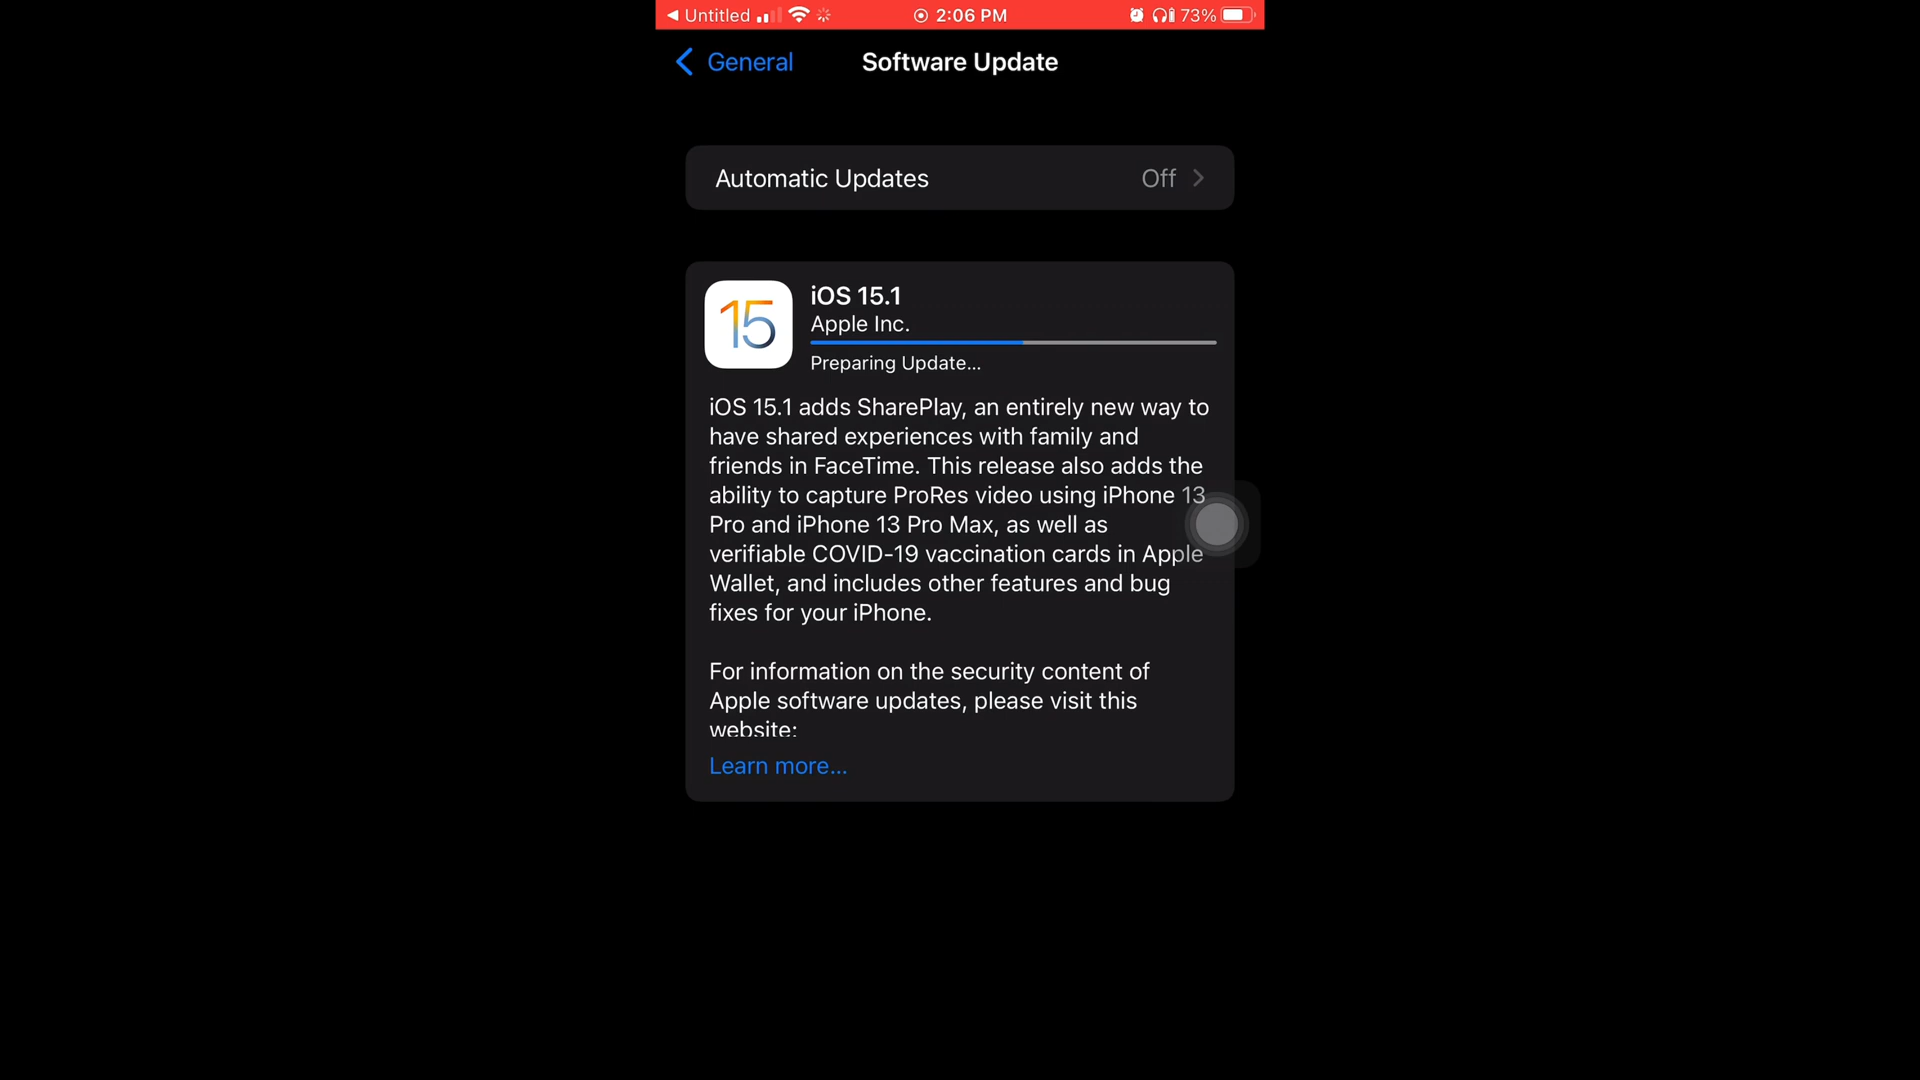 ◀ Untitled 2:06 PM 73%
General Software Update
Automatic Updates Off
15
iOS 15.1
Apple Inc.
Preparing Update...
iOS 15.1 adds SharePlay, an entirely new way to
have shared experiences with family and
friends in FaceTime. This release also adds the
ability to capture ProRes video using iPhone 13
Pro and iPhone 13 Pro Max, as well as
verifiable COVID-19 vaccination cards in Apple
Wallet, and includes other features and bug
fixes for your iPhone.
For information on the security content of
Apple software updates, please visit this
website:
Learn more...